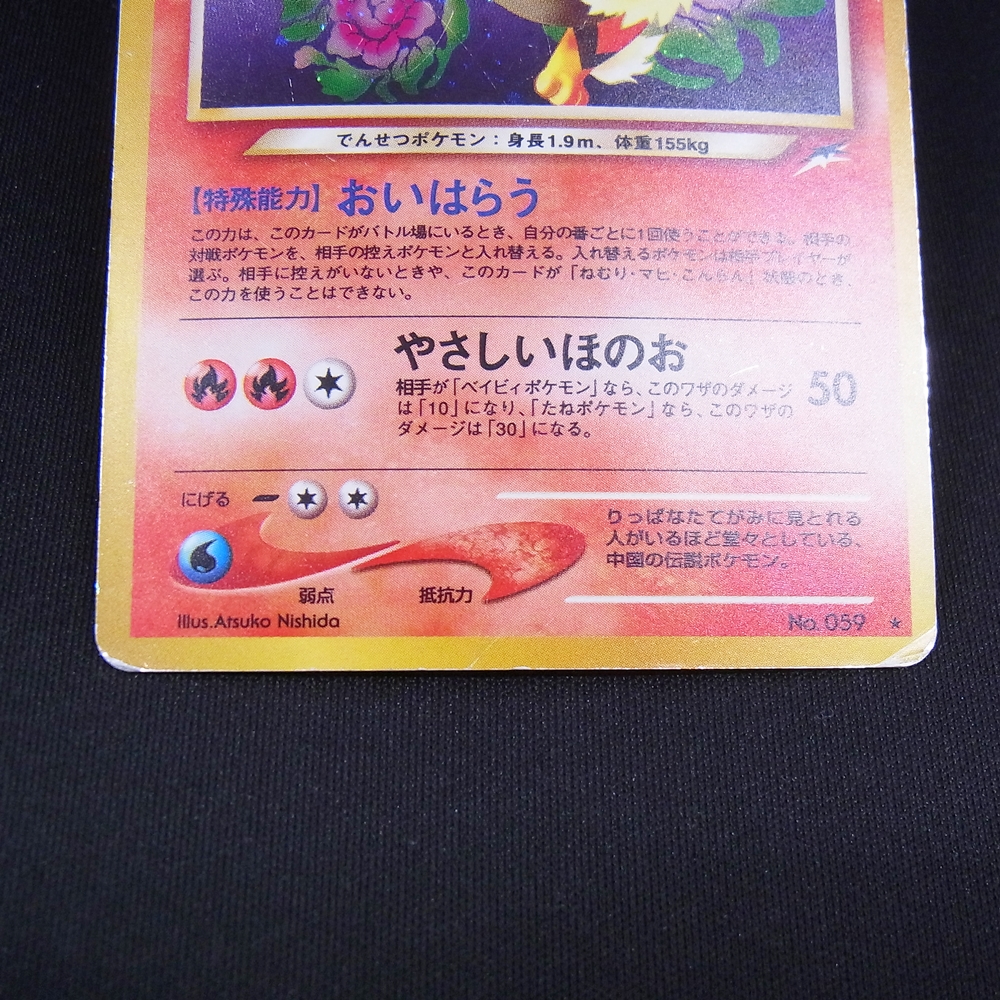 でんせつポケモン：身長1.9m、体重155kg
【特殊能力】おいはらう
この力は、このカードがバトル場にいるとき、自分の番ごとに1回使うことができる。相手の
対戦ポケモンを、相手の控えポケモンと入れ替える。入れ替えるポケモンは相手プレイヤーが
選ぶ。相手に控えがいないときや、このカードが「ねむり・マヒ・こんらん」状態のとき、
この力を使うことはできない。
やさしいほのお
相手が「ベイビィポケモン」なら、このワザのダメージ
は「10」になり、「たねポケモン」なら、このワザの
ダメージは「30」になる。
50
にげる
りっぱなたてがみに見とれる
人がいるほど堂々としている、
中国の伝説ポケモン。
弱点 抵抗力
Illus.Atsuko Nishida
No.059 ★